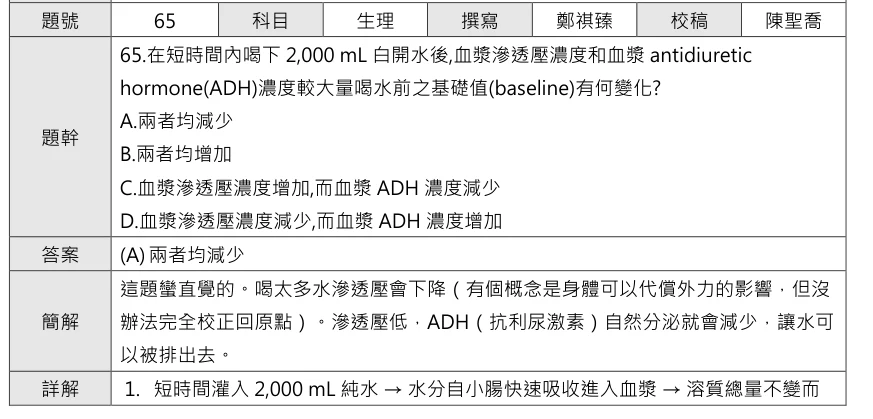 題號 65 科目 生理 撰寫 鄭祺臻 校稿 陳聖喬
65.在短時間內喝下 2,000 mL 白開水後,血漿滲透壓濃度和血漿 antidiuretic
hormone(ADH)濃度較大量喝水前之基礎值(baseline)有何變化?
A.兩者均減少
B.兩者均增加
C.血漿滲透壓濃度增加,而血漿 ADH 濃度減少
D.血漿滲透壓濃度減少,而血漿 ADH 濃度增加
題幹
答案 (A) 兩者均減少
這題蠻直覺的。喝太多水滲透壓會下降(有個概念是身體可以代償外力的影響,但沒
簡解 辦法完全校正回原點)。滲透壓低,ADH(抗利尿激素)自然分泌就會減少,讓水可
以被排出去。
詳解 1. 短時間灌入 2,000 mL 純水 → 水分自小腸快速吸收進入血漿 → 溶質總量不變而